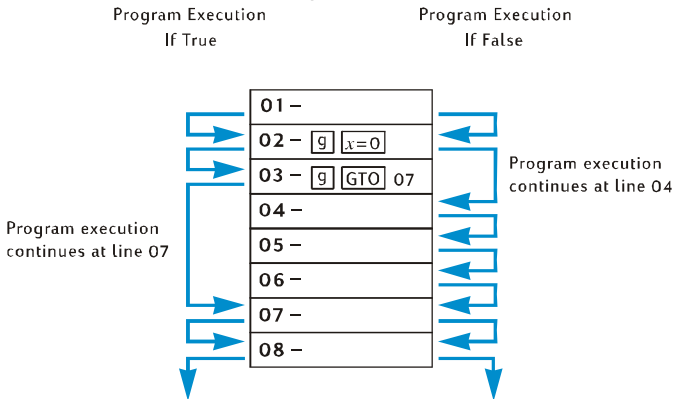 Program Execution
If True
Program Execution
If False
01 –
02 – g x=0
03 – g GTO 07
04 –
05 –
06 –
07 –
08 –
Program execution
continues at line 07
Program execution
continues at line 04